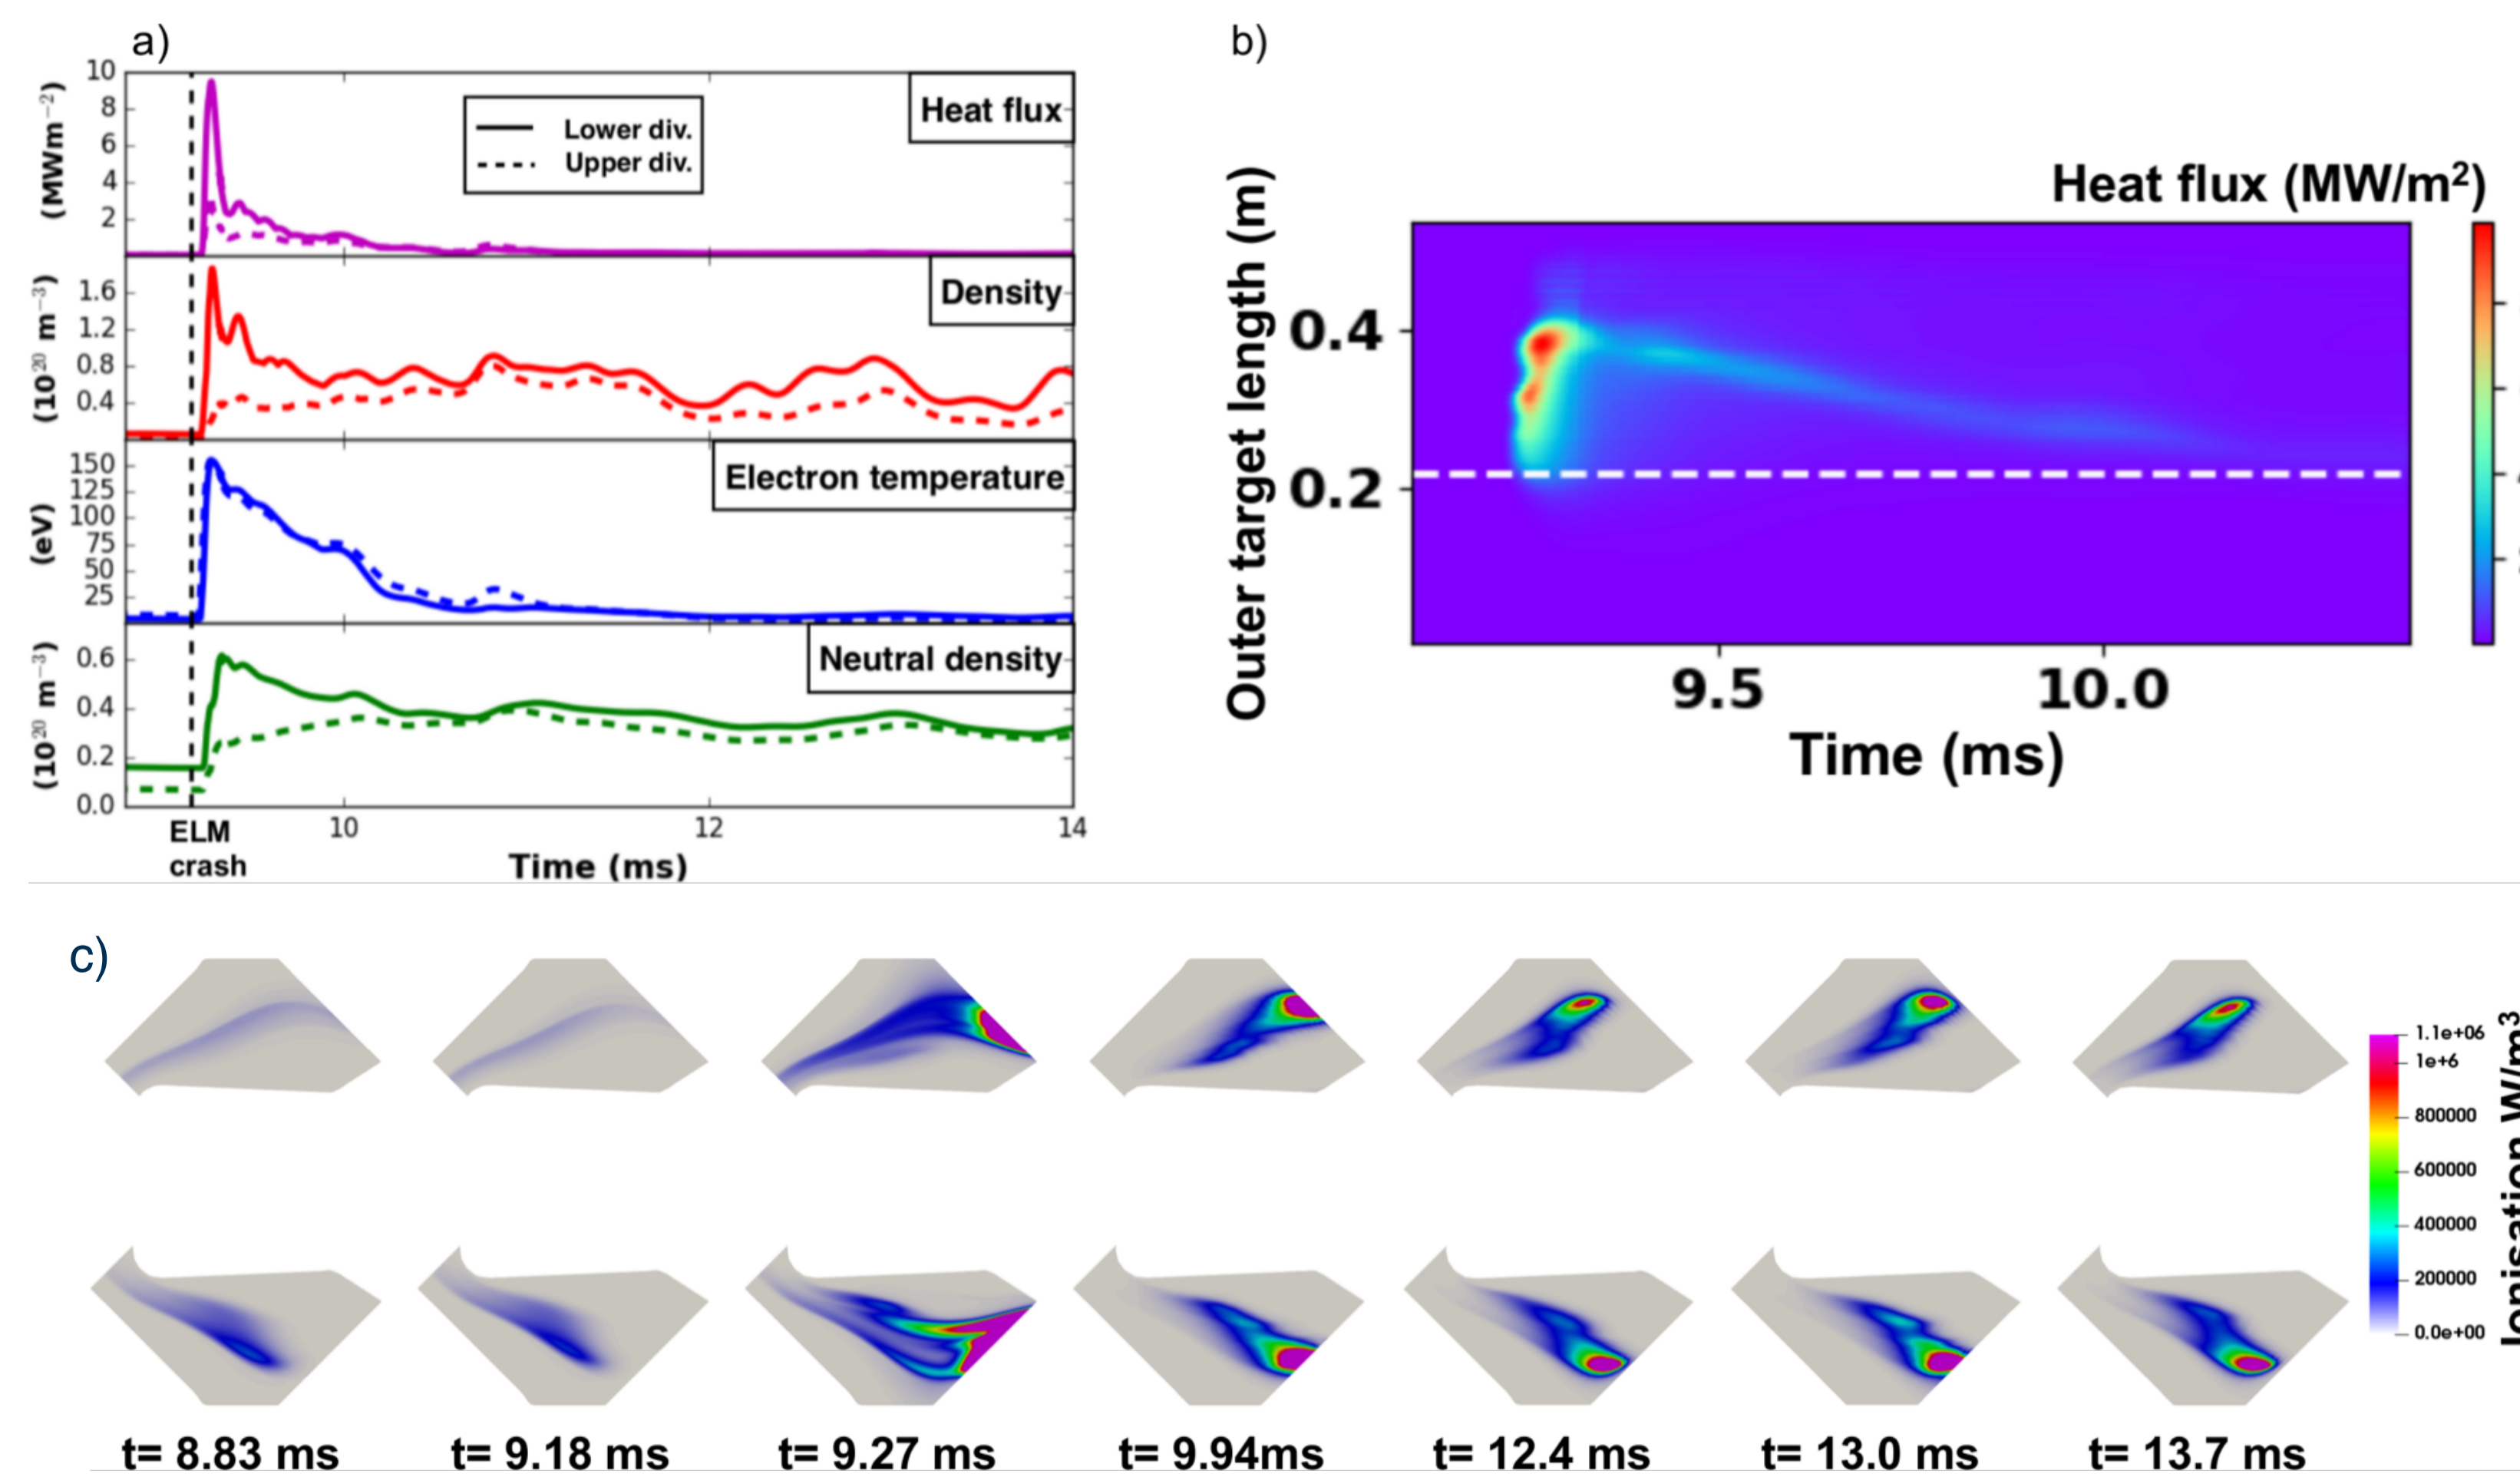 a)
10
8
6
4
2
(MWm⁻²)
Heat flux
Lower div.
Upper div.
1.6
1.2
0.8
0.4
(10²⁰ m⁻³)
Density
150
125
100
75
50
25
(eV)
Electron temperature
0.6
0.4
0.2
0.0
(10²⁰ m⁻³)
Neutral density
ELM
crash
10
12
14
Time (ms)
b)
Heat flux (MW/m²)
Outer target length (m)
0.4
0.2
9.5
10.0
Time (ms)
c)
1.1e+06
1e+6
800000
600000
400000
200000
0.0e+00
Ionisation W/m³
t= 8.83 ms
t= 9.18 ms
t= 9.27 ms
t= 9.94ms
t= 12.4 ms
t= 13.0 ms
t= 13.7 ms